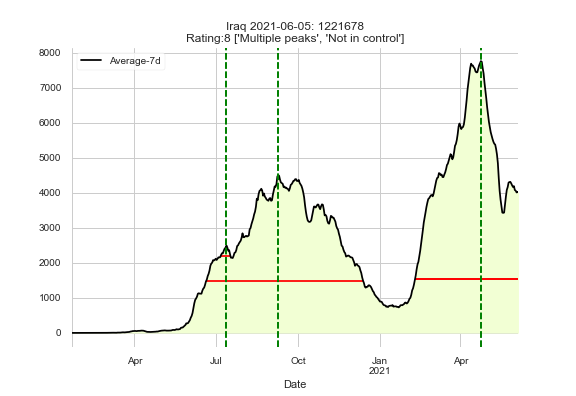 Iraq 2021-06-05: 1221678
Rating:8 ['Multiple peaks', 'Not in control']
8000
Average-7d
7000
6000
5000
4000
3000
2000
1000
0
Apr Jul Oct Jan Apr
2021
Date